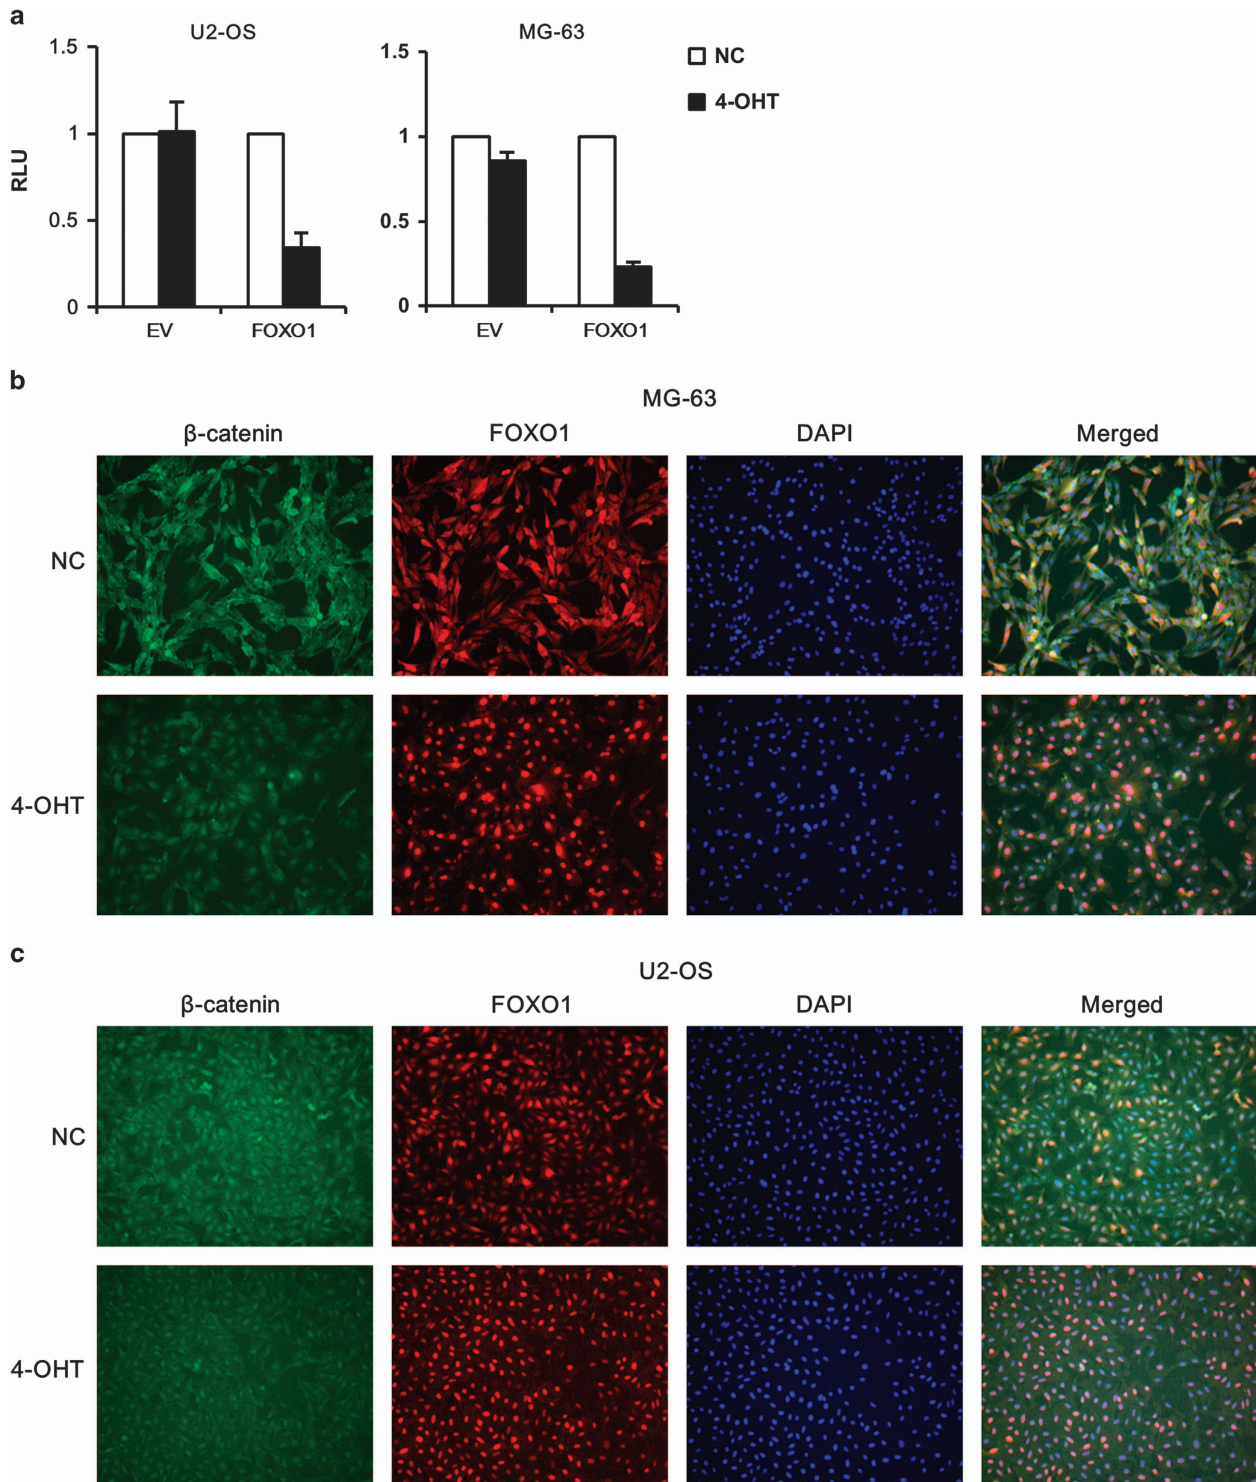 a
U2-OS
MG-63
NC
4-OHT
RLU
1.5
1
0.5
0
EV
FOXO1
1.5
1
0.5
0
EV
FOXO1
b
MG-63
β-catenin
FOXO1
DAPI
Merged
NC
4-OHT
c
U2-OS
β-catenin
FOXO1
DAPI
Merged
NC
4-OHT